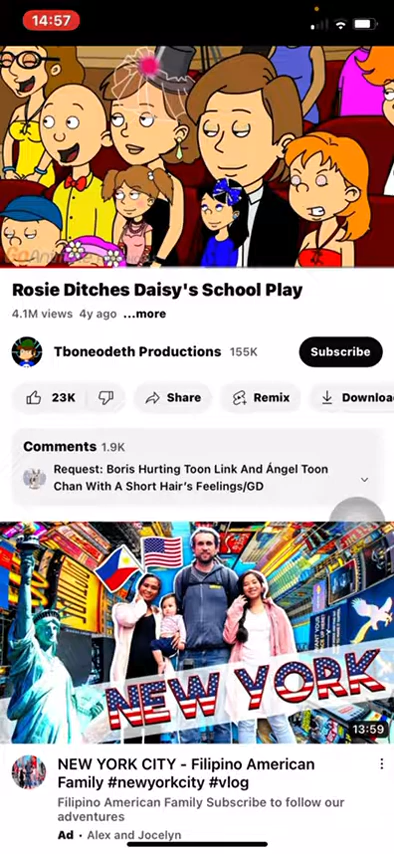 14:57
GoAnimate
Rosie Ditches Daisy's School Play
4.1M views 4y ago ...more
Tboneodeth Productions 155K
Subscribe
23K
Share
Remix
Downloa
Comments 1.9K
Request: Boris Hurting Toon Link And Ángel Toon
Chan With A Short Hair's Feelings/GD
NEW YORK
13:59
NEW YORK CITY - Filipino American
Family #newyorkcity #vlog
Filipino American Family Subscribe to follow our
adventures
Ad • Alex and Jocelyn